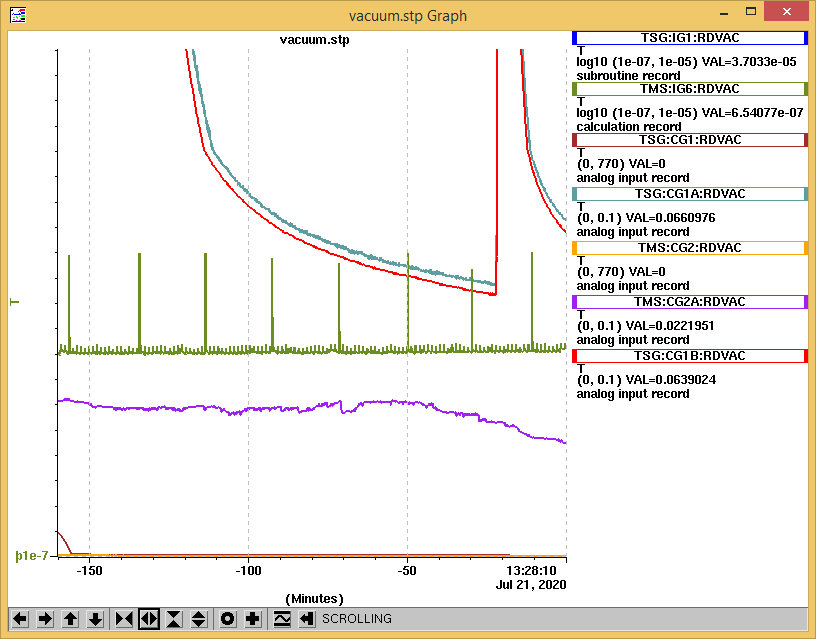 vacuum.stp Graph
vacuum.stp
TSG:IG1:RDVAC
T
log10 (1e-07, 1e-05) VAL=3.7033e-05
subroutine record
TMS:IG6:RDVAC
T
log10 (1e-07, 1e-05) VAL=6.54077e-07
calculation record
TSG:CG1:RDVAC
T
(0, 770) VAL=0
analog input record
TSG:CG1A:RDVAC
T
(0, 0.1) VAL=0.0660976
analog input record
TMS:CG2:RDVAC
T
(0, 770) VAL=0
analog input record
TMS:CG2A:RDVAC
T
(0, 0.1) VAL=0.0221951
analog input record
TSG:CG1B:RDVAC
T
(0, 0.1) VAL=0.0639024
analog input record
T
1e-7
-150
-100
-50
13:28:10
Jul 21, 2020
(Minutes)
SCROLLING